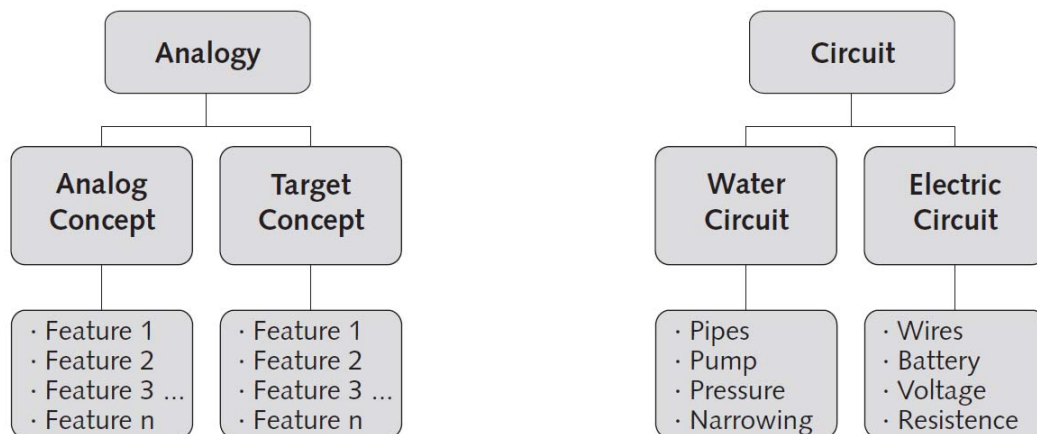 Analogy
Analog
Concept
Target
Concept
· Feature 1
· Feature 2
· Feature 3 ...
· Feature n
· Feature 1
· Feature 2
· Feature 3 ...
· Feature n
Circuit
Water
Circuit
Electric
Circuit
· Pipes
· Pump
· Pressure
· Narrowing
· Wires
· Battery
· Voltage
· Resistence